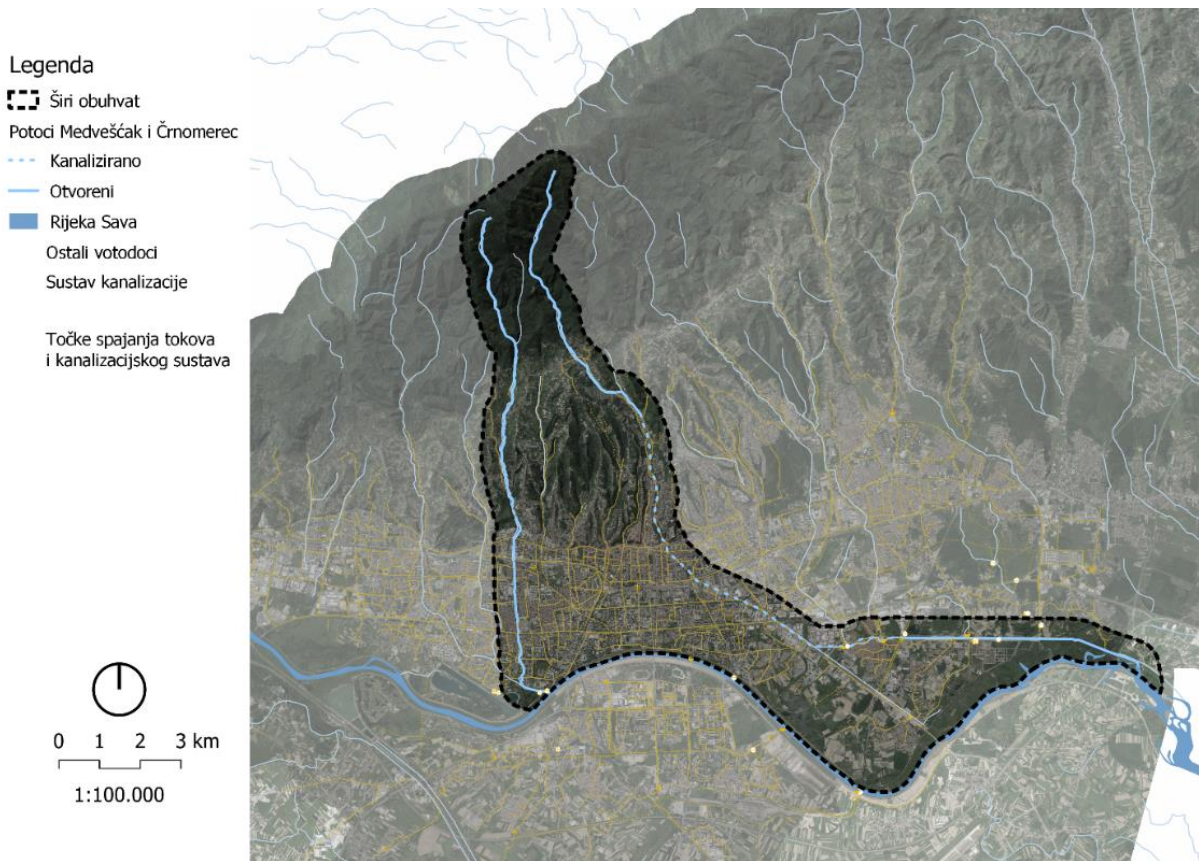 Legenda
Širi obuhvat
Potoci Medvešćak i Črnomerec
Kanalizirano
Otvoreni
Rijeka Sava
Ostali votodoci
Sustav kanalizacije
Točke spajanja tokova
i kanalizacijskog sustava
0 1 2 3 km
1:100.000